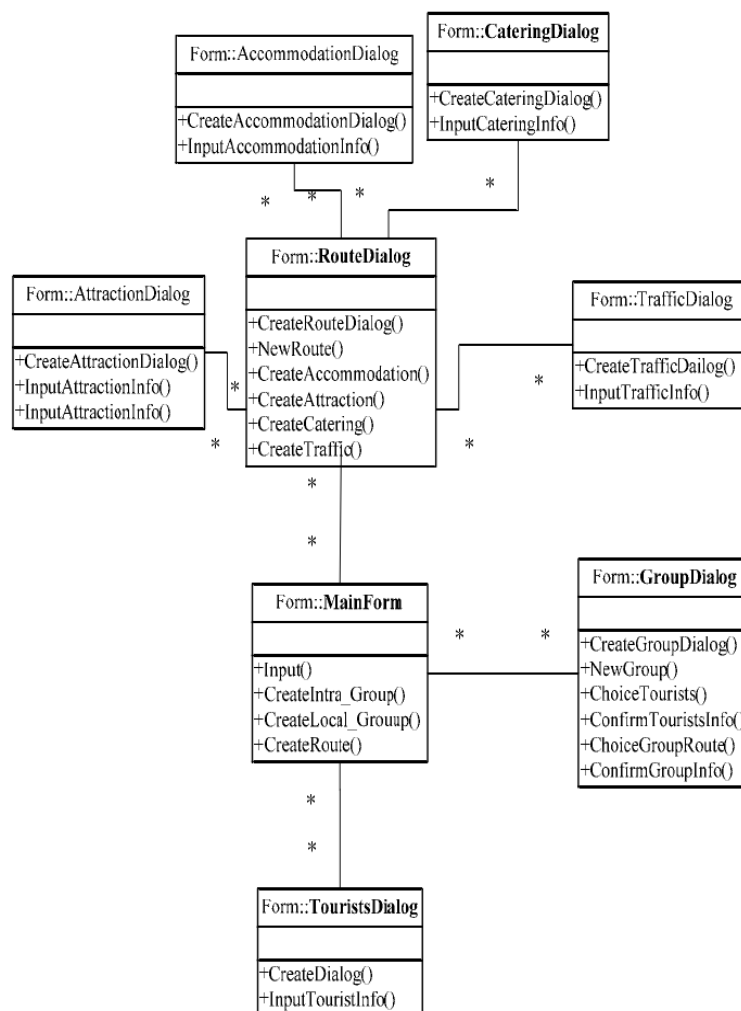 Form::AccommodationDialog
+CreateAccommodationDialog()
+InputAccommodationInfo()
Form::CateringDialog
+CreateCateringDialog()
+InputCateringInfo()
* * * *
Form::RouteDialog
+CreateRouteDialog()
+NewRoute()
+CreateAccommodation()
+CreateAttraction()
+CreateCatering()
+CreateTraffic()
Form::AttractionDialog
+CreateAttractionDialog()
+InputAttractionInfo()
+InputAttractionInfo()
* *
Form::TrafficDialog
+CreateTrafficDailog()
+InputTrafficInfo()
* *
*
*
Form::MainForm
+Input()
+CreateIntra_Group()
+CreateLocal_Grouup()
+CreateRoute()
* *
Form::GroupDialog
+CreateGroupDialog()
+NewGroup()
+ChoiceTourists()
+ConfirmTouristsInfo()
+ChoiceGroupRoute()
+ConfirmGroupInfo()
*
*
Form::TouristsDialog
+CreateDialog()
+InputTouristInfo()